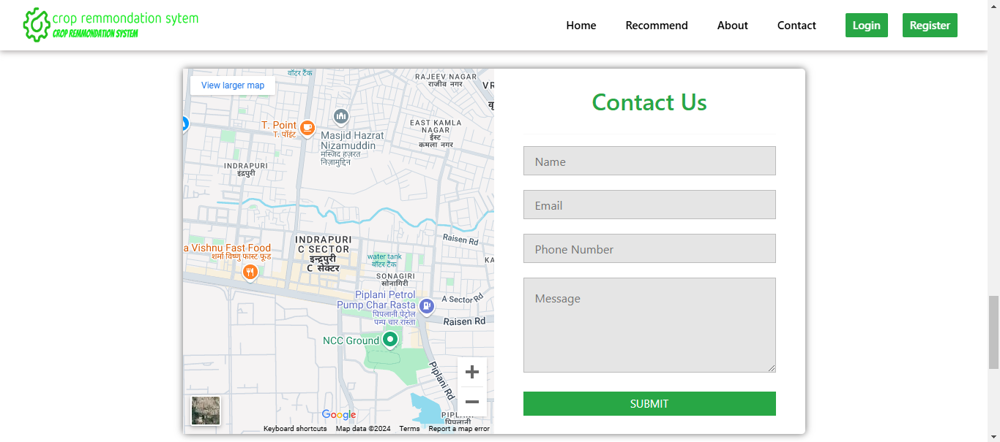 crop remmondation sytem
CROP REMMONDATION SYSTEM
Home
Recommend
About
Contact
Login
Register
वॉटर टैंक
View larger map
RAJEEV NAGAR
राजीव नगर
T. Point
T. पॉइंट
Masjid Hazrat
Nizamuddin
मस्जिद हज़रत
निज़ामुद्दिन
EAST KAMLA
NAGAR
ईस्ट
कमला नगर
INDRAPURI
इंद्रपुरी
Raisen Rd
a Vishnu Fast Food
शर्मा विष्णु फास्ट फूड
INDRAPURI
C SECTOR
इन्द्रपुरी
C सेक्टर
water tank
वॉटर टैंक
SONAGIRI
सोनागिरी
Piplani Petrol
Pump Char Rasta
पिपलानी पेट्रोल
पम्प चार रास्ता
A Sector Rd
Raisen Rd
NCC Ground
Piplani Rd
पिपलानी
Google
Keyboard shortcuts
Map data ©2024
Terms
Report a map error
Contact Us
Name
Email
Phone Number
Message
SUBMIT